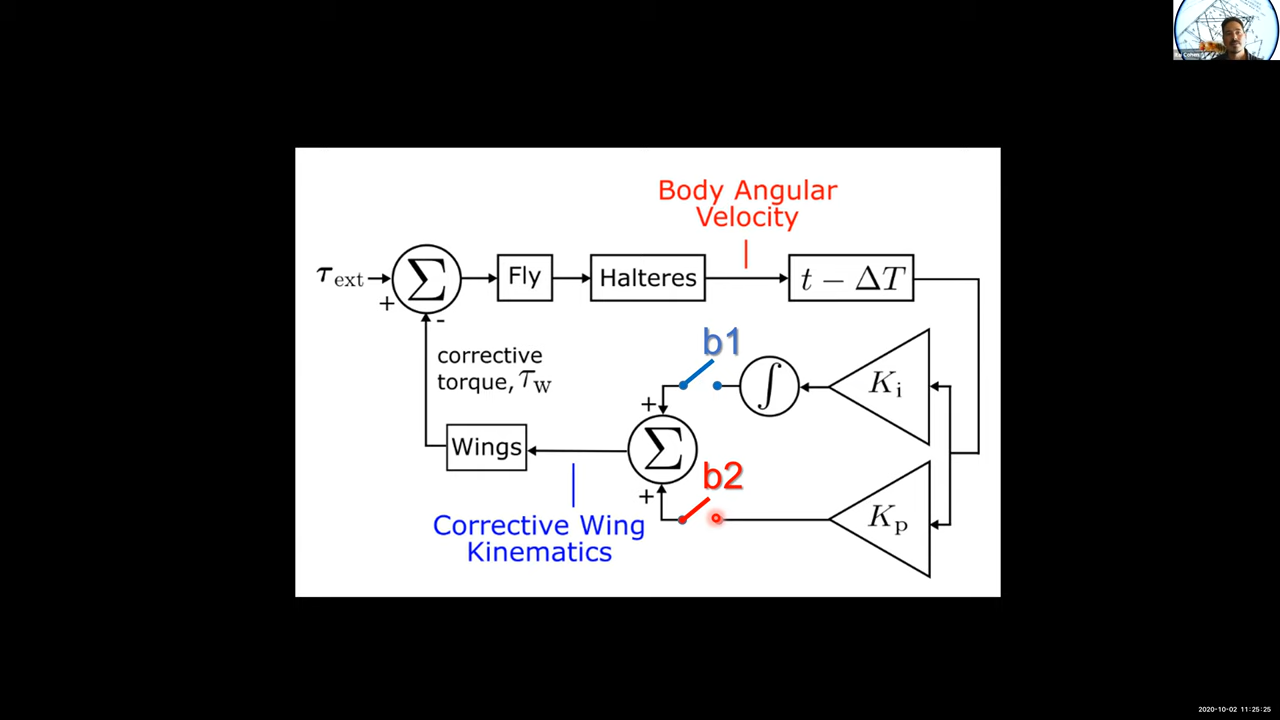 Body Angular
Velocity
τext
+
Σ
-
Fly
Halteres
t − ΔT
b1
corrective
torque, τw
+
∫
Ki
Wings
Σ
b2
+
Kp
Corrective Wing
Kinematics
2020-10-02 11:25:25